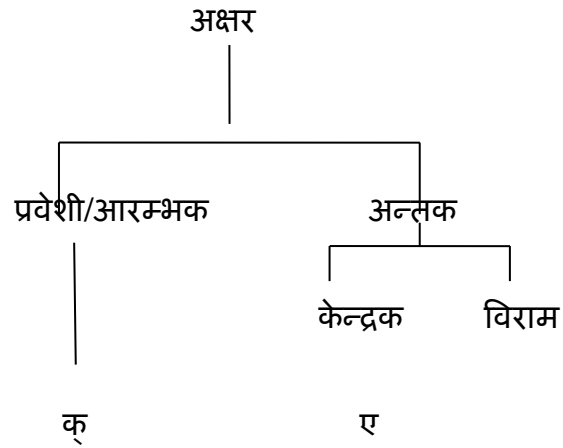 अक्षर
प्रवेशी/आरम्भक अन्तक
केन्द्रक विराम
क् ए